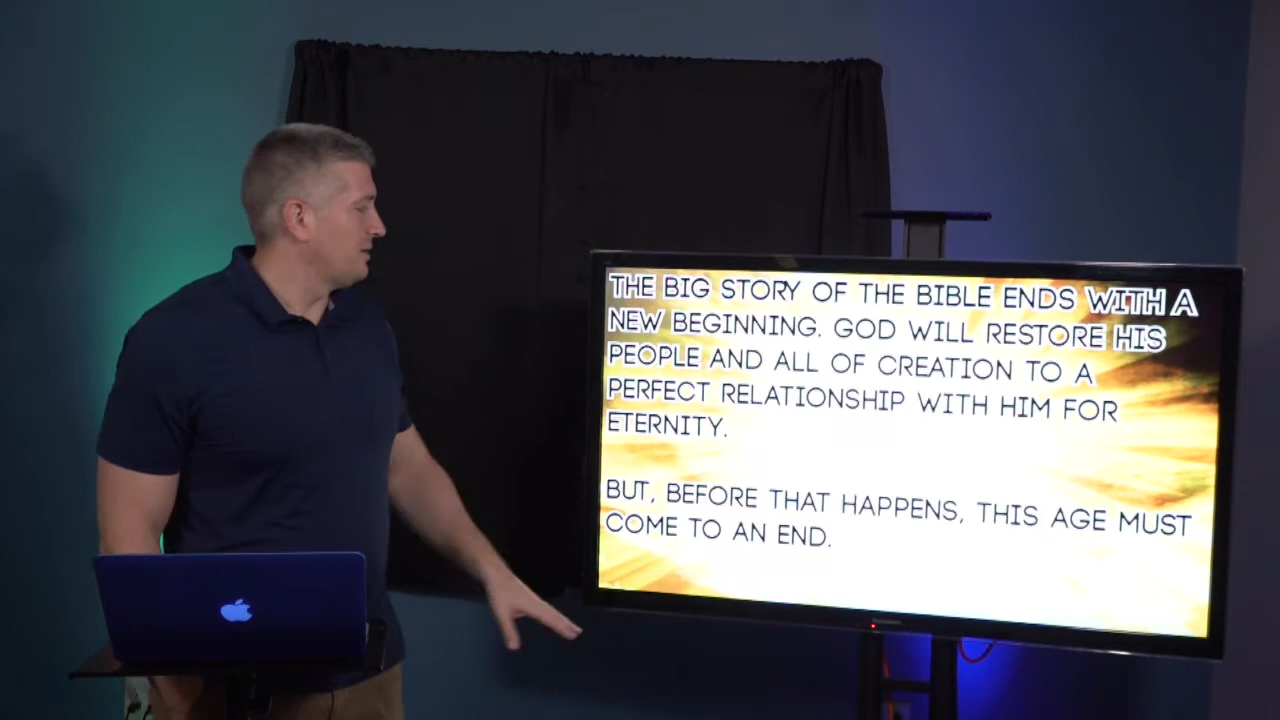 THE BIG STORY OF THE BIBLE ENDS WITH A
NEW BEGINNING. GOD WILL RESTORE HIS
PEOPLE AND ALL OF CREATION TO A
PERFECT RELATIONSHIP WITH HIM FOR
ETERNITY.
BUT, BEFORE THAT HAPPENS, THIS AGE MUST
COME TO AN END.